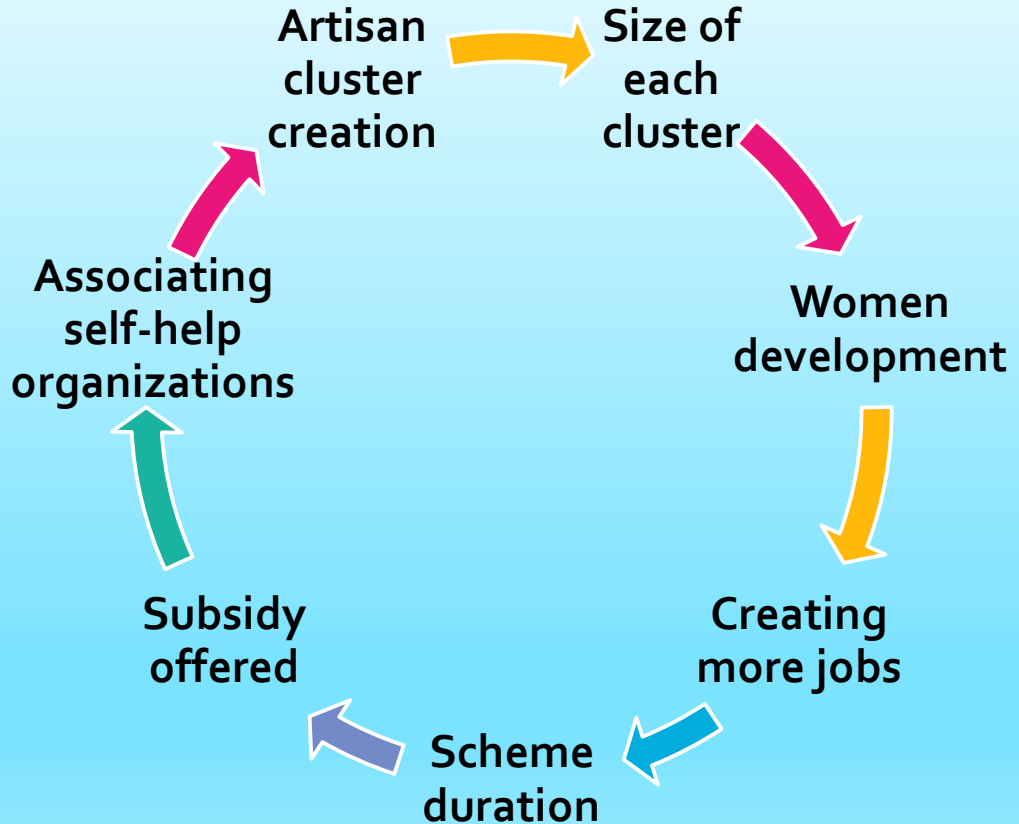 Artisan
cluster
creation
Size of
each
cluster
Women
development
Creating
more jobs
Scheme
duration
Subsidy
offered
Associating
self-help
organizations